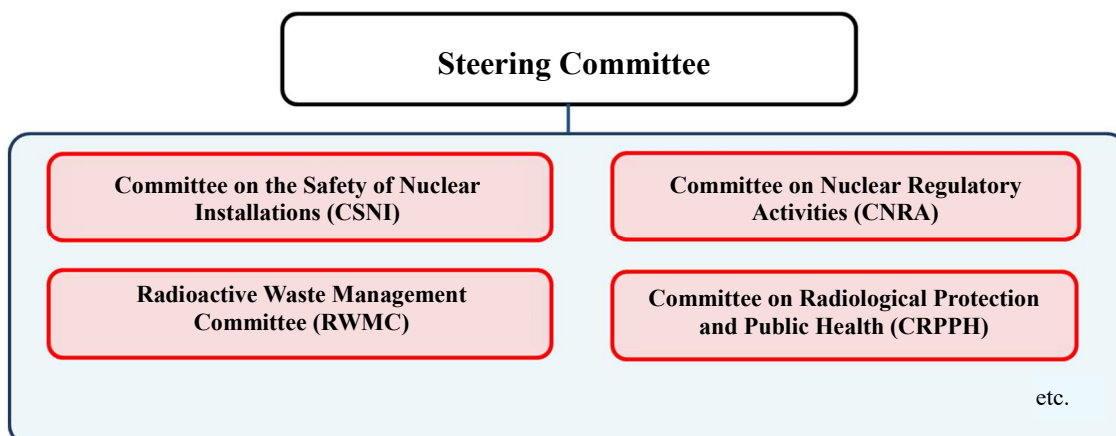 Steering Committee
Committee on the Safety of Nuclear
Installations (CSNI)
Committee on Nuclear Regulatory
Activities (CNRA)
Radioactive Waste Management
Committee (RWMC)
Committee on Radiological Protection
and Public Health (CRPPH)
etc.